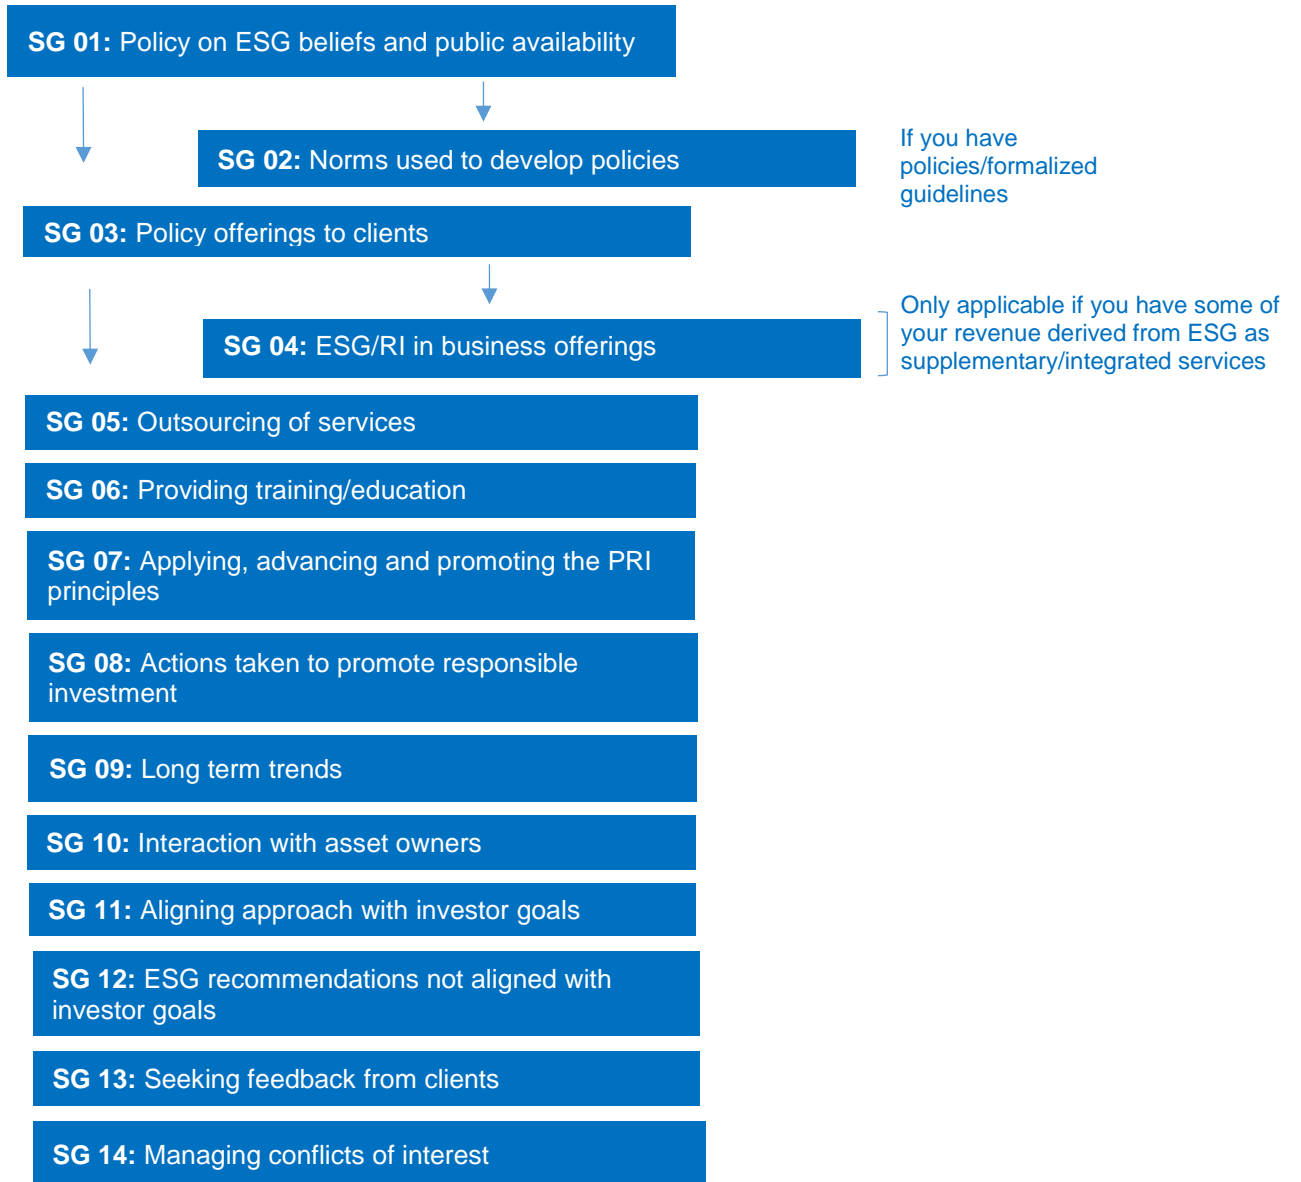 SG 01: Policy on ESG beliefs and public availability
SG 02: Norms used to develop policies
If you have
policies/formalized
guidelines
SG 03: Policy offerings to clients
SG 04: ESG/RI in business offerings
Only applicable if you have some of
your revenue derived from ESG as
supplementary/integrated services
SG 05: Outsourcing of services
SG 06: Providing training/education
SG 07: Applying, advancing and promoting the PRI
principles
SG 08: Actions taken to promote responsible
investment
SG 09: Long term trends
SG 10: Interaction with asset owners
SG 11: Aligning approach with investor goals
SG 12: ESG recommendations not aligned with
investor goals
SG 13: Seeking feedback from clients
SG 14: Managing conflicts of interest